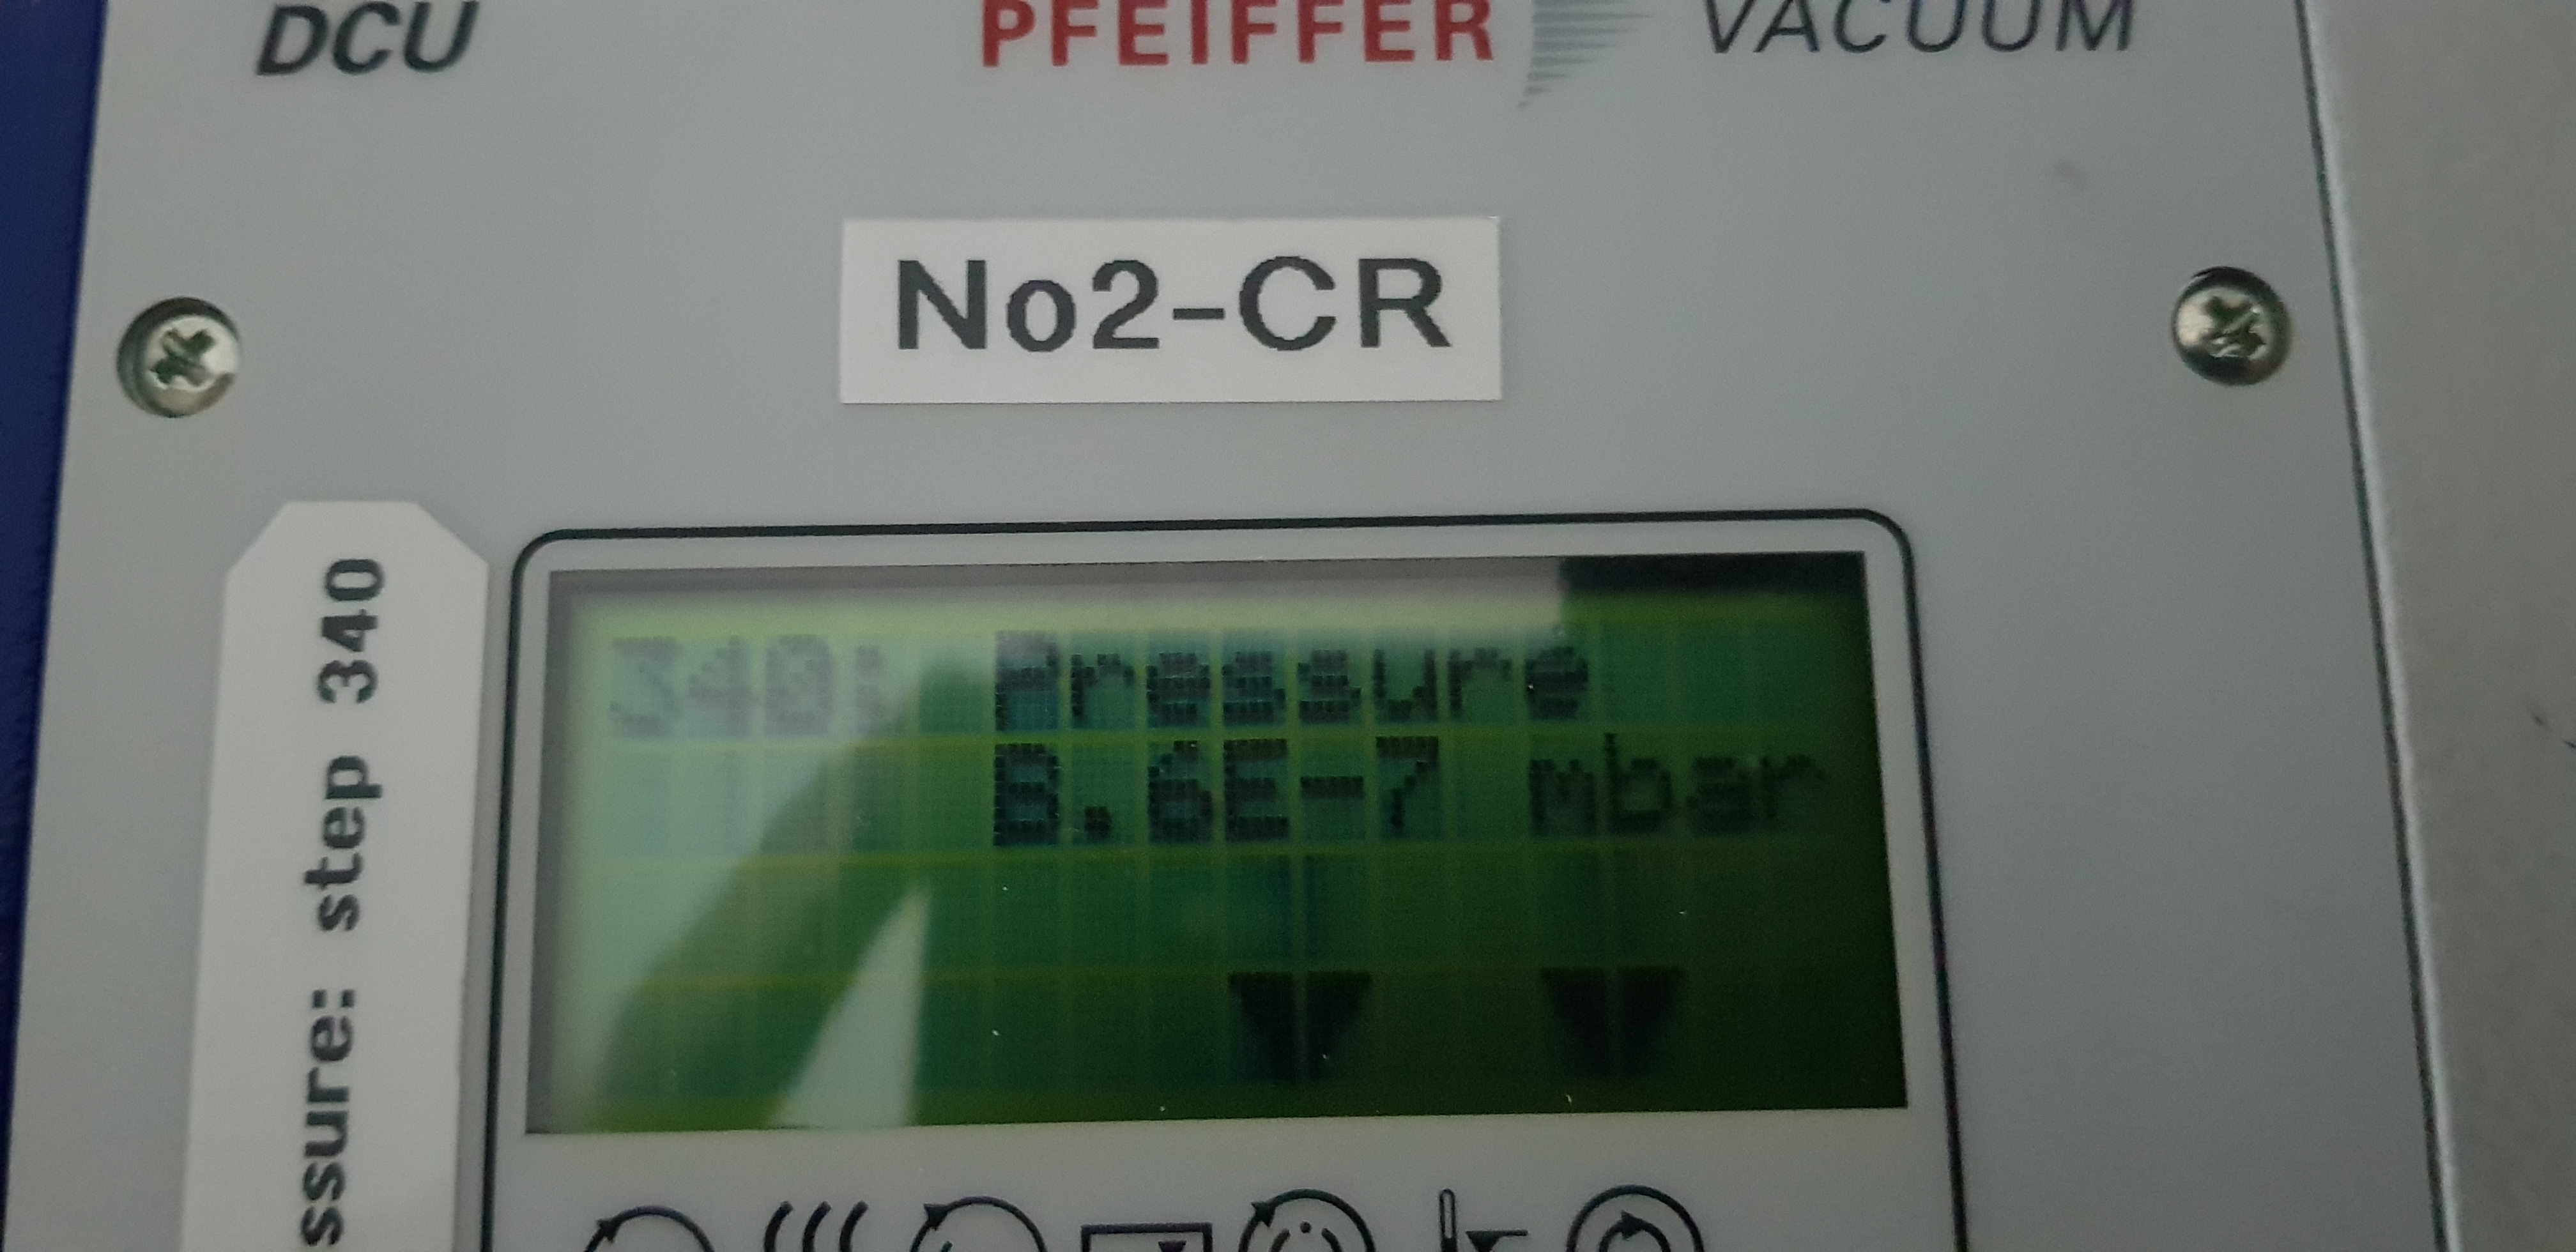 DCU
PFEIFFER VACUUM
No2-CR
ssure: step 340
340: Pressure
8.6E-7 mbar